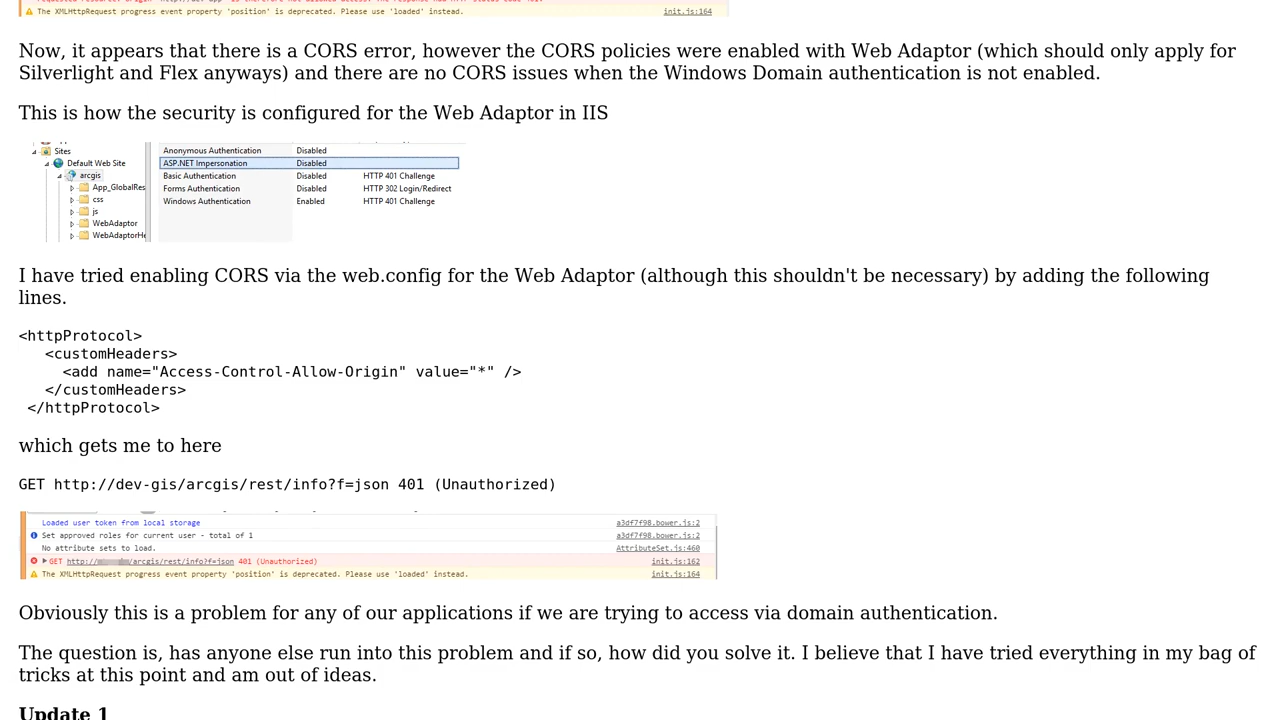 The XMLHttpRequest progress event property 'position' is deprecated. Please use 'loaded' instead. init.js:164
Now, it appears that there is a CORS error, however the CORS policies were enabled with Web Adaptor (which should only apply for
Silverlight and Flex anyways) and there are no CORS issues when the Windows Domain authentication is not enabled.
This is how the security is configured for the Web Adaptor in IIS
Sites
Default Web Site
arcgis
App_GlobalRes
css
js
WebAdaptor
WebAdaptorHe
Anonymous Authentication Disabled
ASP.NET Impersonation Disabled
Basic Authentication Disabled HTTP 401 Challenge
Forms Authentication Disabled HTTP 302 Login/Redirect
Windows Authentication Enabled HTTP 401 Challenge
I have tried enabling CORS via the web.config for the Web Adaptor (although this shouldn't be necessary) by adding the following
lines.
<httpProtocol>
<customHeaders>
<add name="Access-Control-Allow-Origin" value="*" />
</customHeaders>
</httpProtocol>
which gets me to here
GET http://dev-gis/arcgis/rest/info?f=json 401 (Unauthorized)
Loaded user token from local storage a3df7f98.bower.js:2
Set approved roles for current user - total of 1 a3df7f98.bower.js:2
No attribute sets to load. AttributeSet.js:460
GET http:// /arcgis/rest/info?f=json 401 (Unauthorized) init.js:162
The XMLHttpRequest progress event property 'position' is deprecated. Please use 'loaded' instead. init.js:164
Obviously this is a problem for any of our applications if we are trying to access via domain authentication.
The question is, has anyone else run into this problem and if so, how did you solve it. I believe that I have tried everything in my bag of
tricks at this point and am out of ideas.
Update 1